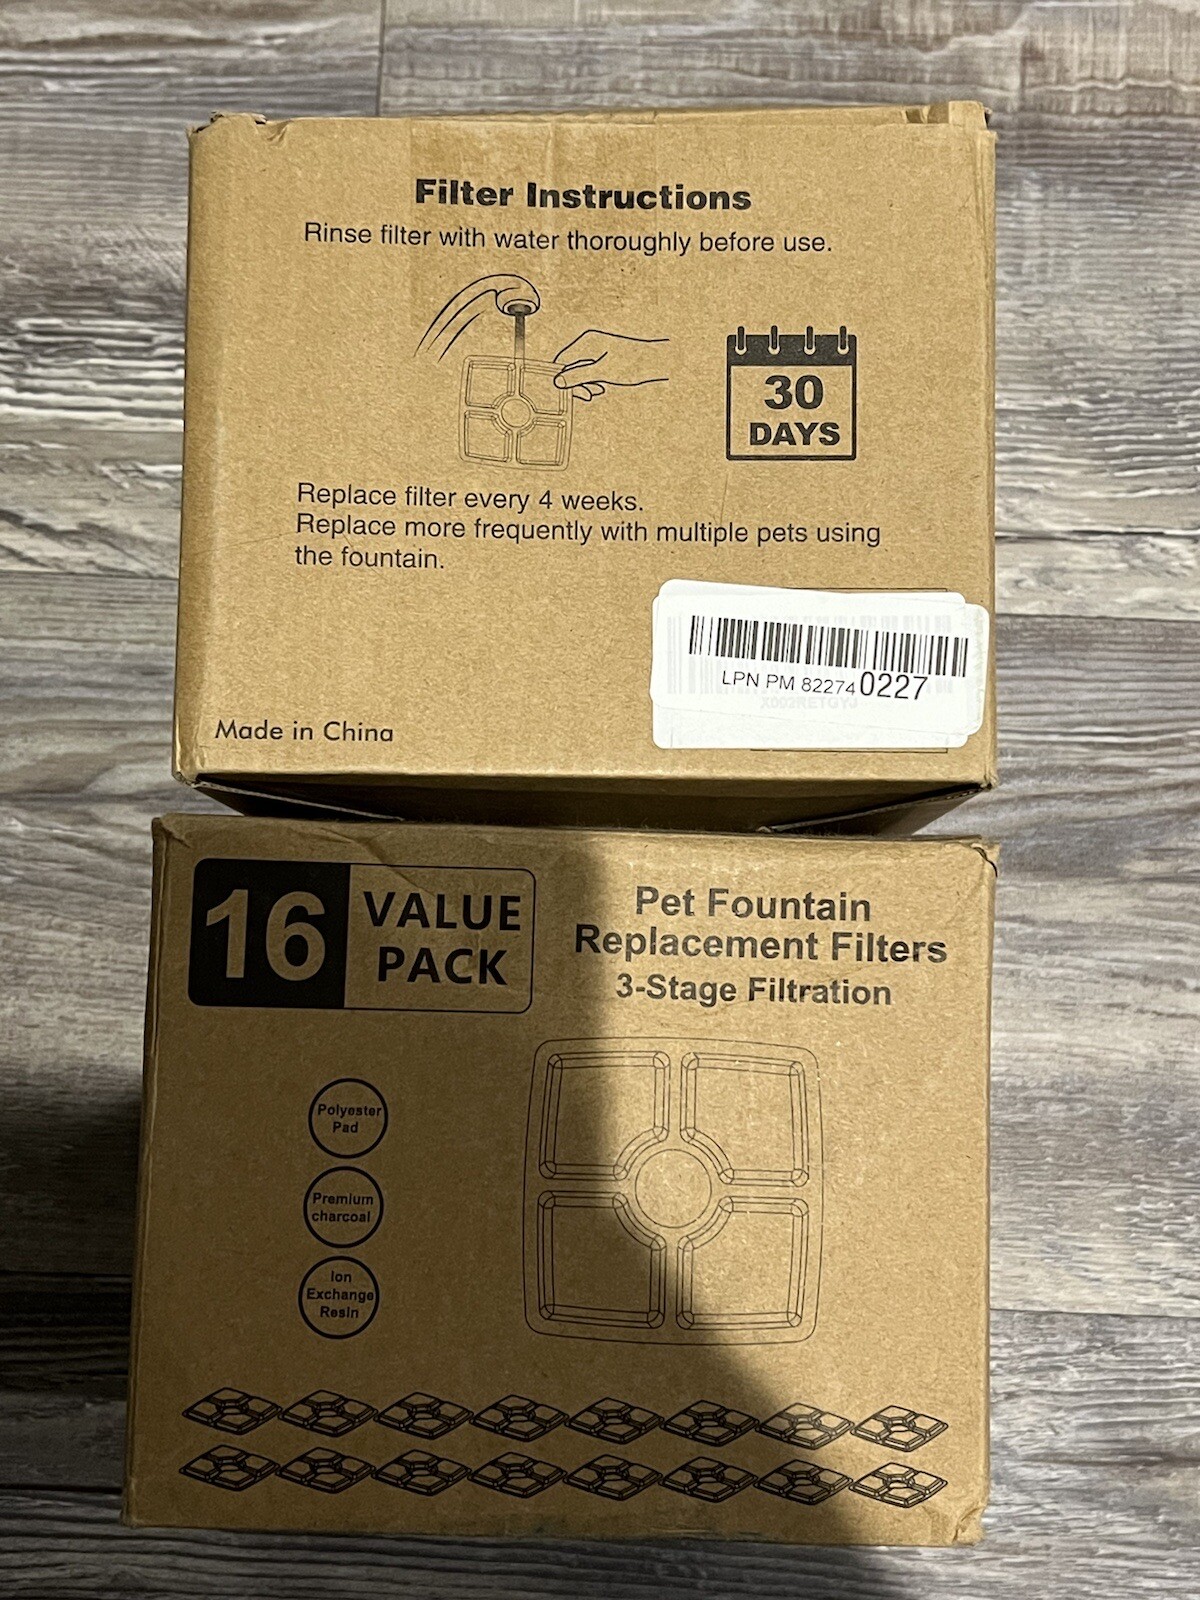 Filter Instructions
Rinse filter with water thoroughly before use.
30
DAYS
Replace filter every 4 weeks.
Replace more frequently with multiple pets using
the fountain.
LPN PM 822740227
Made in China
16 VALUE
PACK
Pet Fountain
Replacement Filters
3-Stage Filtration
Polyester
Pad
Premium
charcoal
Ion
Exchange
Resin